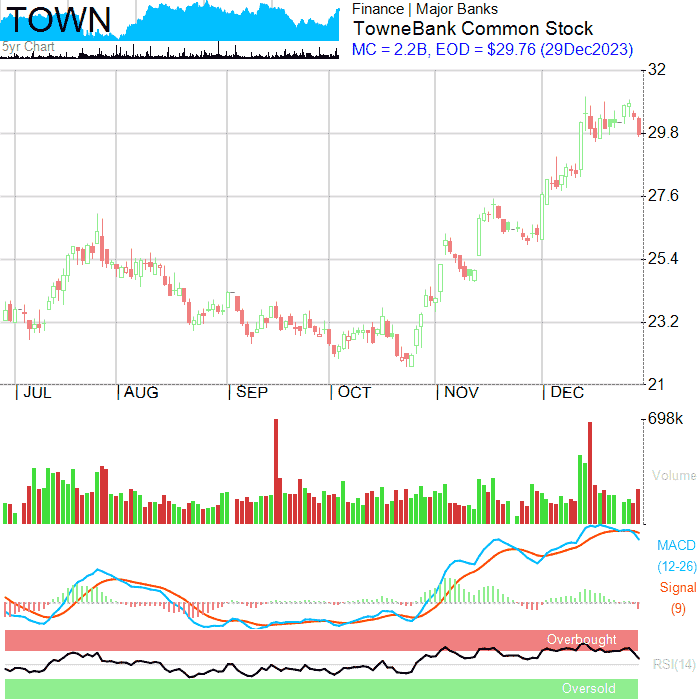 TOWN
5yr Chart
Finance | Major Banks
TowneBank Common Stock
MC = 2.2B, EOD = $29.76 (29Dec2023)
32
29.8
27.6
25.4
23.2
21
JUL AUG SEP OCT NOV DEC
698k
Volume
MACD
(12-26)
Signal
(9)
Overbought
RSI(14)
Oversold